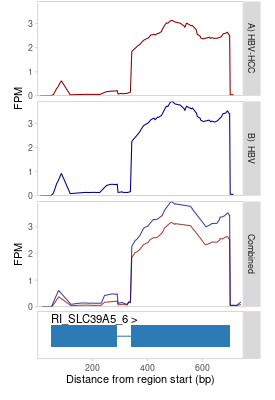 3
2
1
0
FPM
A) HBV-HCC
3
2
1
0
B) HBV
3
2
1
0
FPM
Combined
RI_SLC39A5_6 >
200 400 600
Distance from region start (bp)